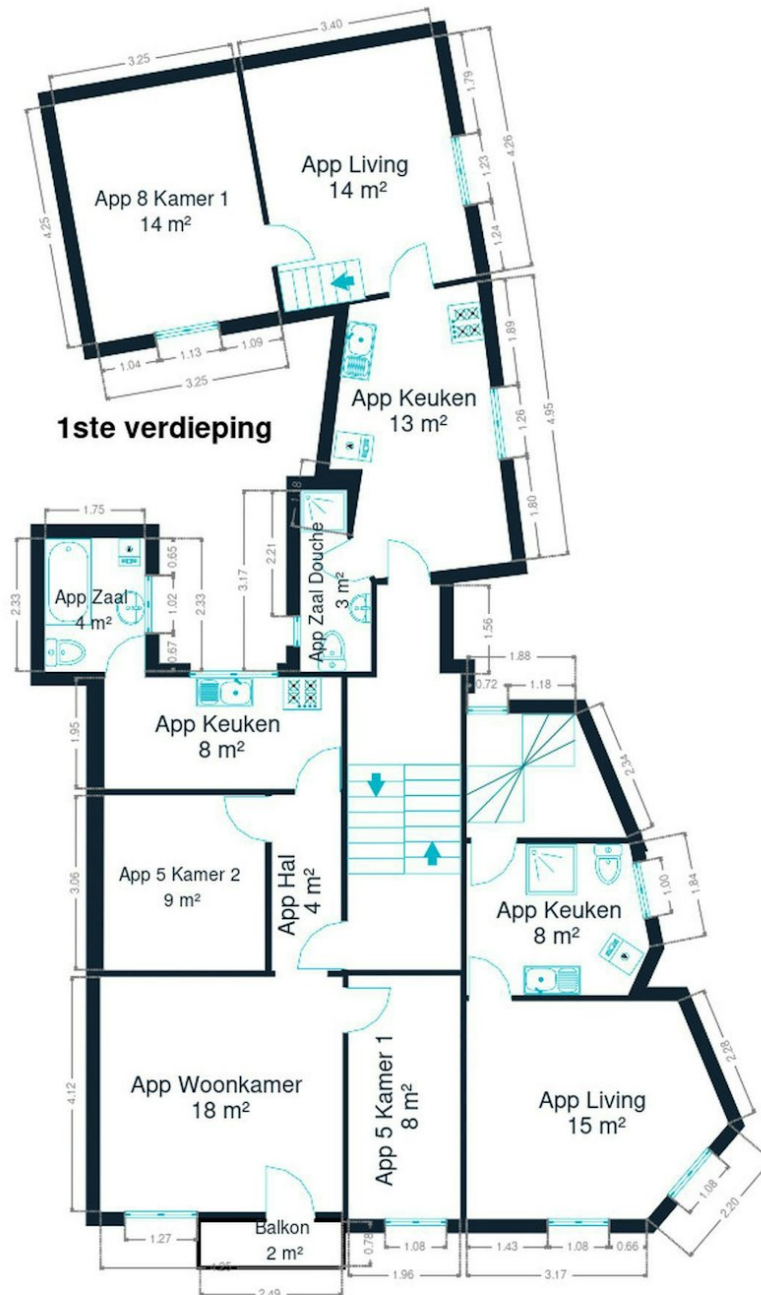 3.40
3.25
1.79
4.26
App Living
14 m²
1.23
App 8 Kamer 1
14 m²
4.25
1.24
1.04
1.13
1.09
3.25
1.89
App Keuken
13 m²
4.95
1.26
1ste verdieping
1.80
1.75
0.65
2.33
App Zaal
4 m²
1.02
2.33
0.67
3.17
2.21
App Zaal Douche
3 m²
1.56
1.88
0.72
1.18
1.95
App Keuken
8 m²
2.34
3.06
App 5 Kamer 2
9 m²
App Hal
4 m²
App Keuken
8 m²
1.00
1.84
4.12
App Woonkamer
18 m²
App 5 Kamer 1
8 m²
App Living
15 m²
2.28
1.08
2.20
Balkon
2 m²
0.78
1.27
2.49
1.08
1.96
1.43
1.08
0.66
3.17